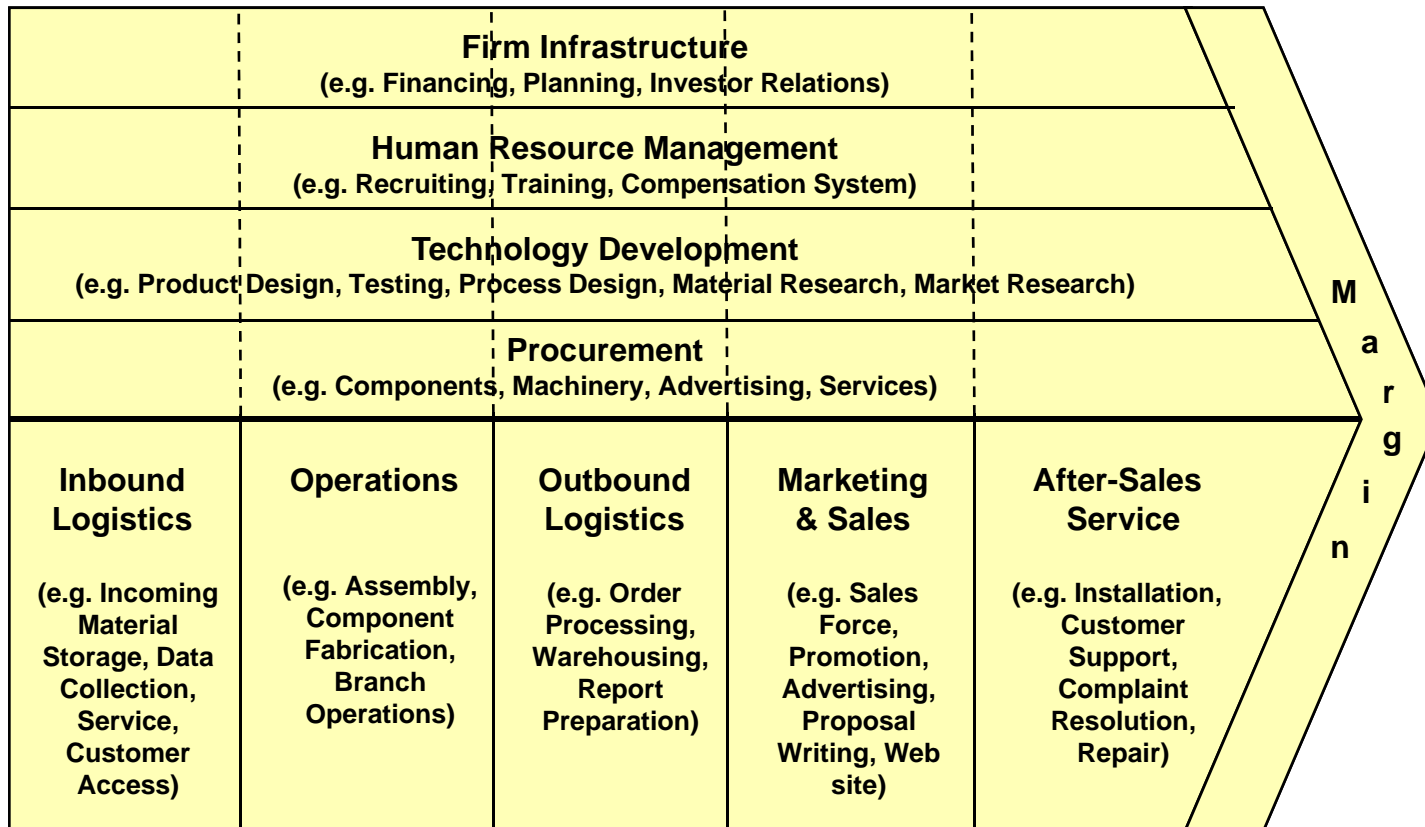 Firm Infrastructure
(e.g. Financing, Planning, Investor Relations)
Human Resource Management
(e.g. Recruiting, Training, Compensation System)
Technology Development
(e.g. Product Design, Testing, Process Design, Material Research, Market Research)
Procurement
(e.g. Components, Machinery, Advertising, Services)
Inbound
Logistics
(e.g. Incoming
Material
Storage, Data
Collection,
Service,
Customer
Access)
Operations
(e.g. Assembly,
Component
Fabrication,
Branch
Operations)
Outbound
Logistics
(e.g. Order
Processing,
Warehousing,
Report
Preparation)
Marketing
& Sales
(e.g. Sales
Force,
Promotion,
Advertising,
Proposal
Writing, Web
site)
After-Sales
Service
(e.g. Installation,
Customer
Support,
Complaint
Resolution,
Repair)
Margin